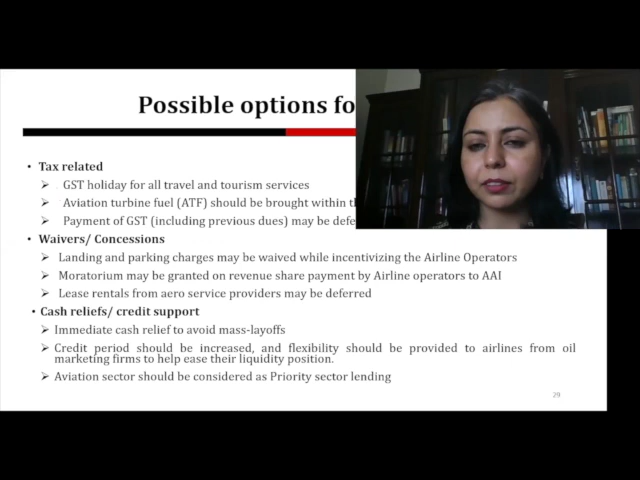 Possible options fo
• Tax related
➢ GST holiday for all travel and tourism services
➢ Aviation turbine fuel (ATF) should be brought within th
➢ Payment of GST (including previous dues) may be defe
• Waivers/ Concessions
➢ Landing and parking charges may be waived while incentivizing the Airline Operators
➢ Moratorium may be granted on revenue share payment by Airline operators to AAI
➢ Lease rentals from aero service providers may be deferred
• Cash reliefs/ credit support
➢ Immediate cash relief to avoid mass-layoffs
➢ Credit period should be increased, and flexibility should be provided to airlines from oil
marketing firms to help ease their liquidity position.
➢ Aviation sector should be considered as Priority sector lending
29